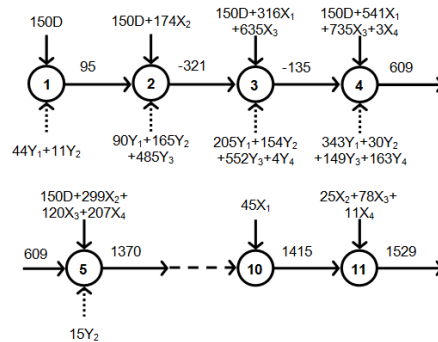 150D
150D+174X₂
150D+316X₁
+635X₃
150D+541X₁
+735X₃+3X₄
1
95
2
-321
3
-135
4
609
44Y₁+11Y₂
90Y₁+165Y₂
+485Y₃
205Y₁+154Y₂
+552Y₃+4Y₄
343Y₁+30Y₂
+149Y₃+163Y₄
150D+299X₂+
120X₃+207X₄
45X₁
25X₂+78X₃+
11X₄
609
5
1370
10
1415
11
1529
15Y₂